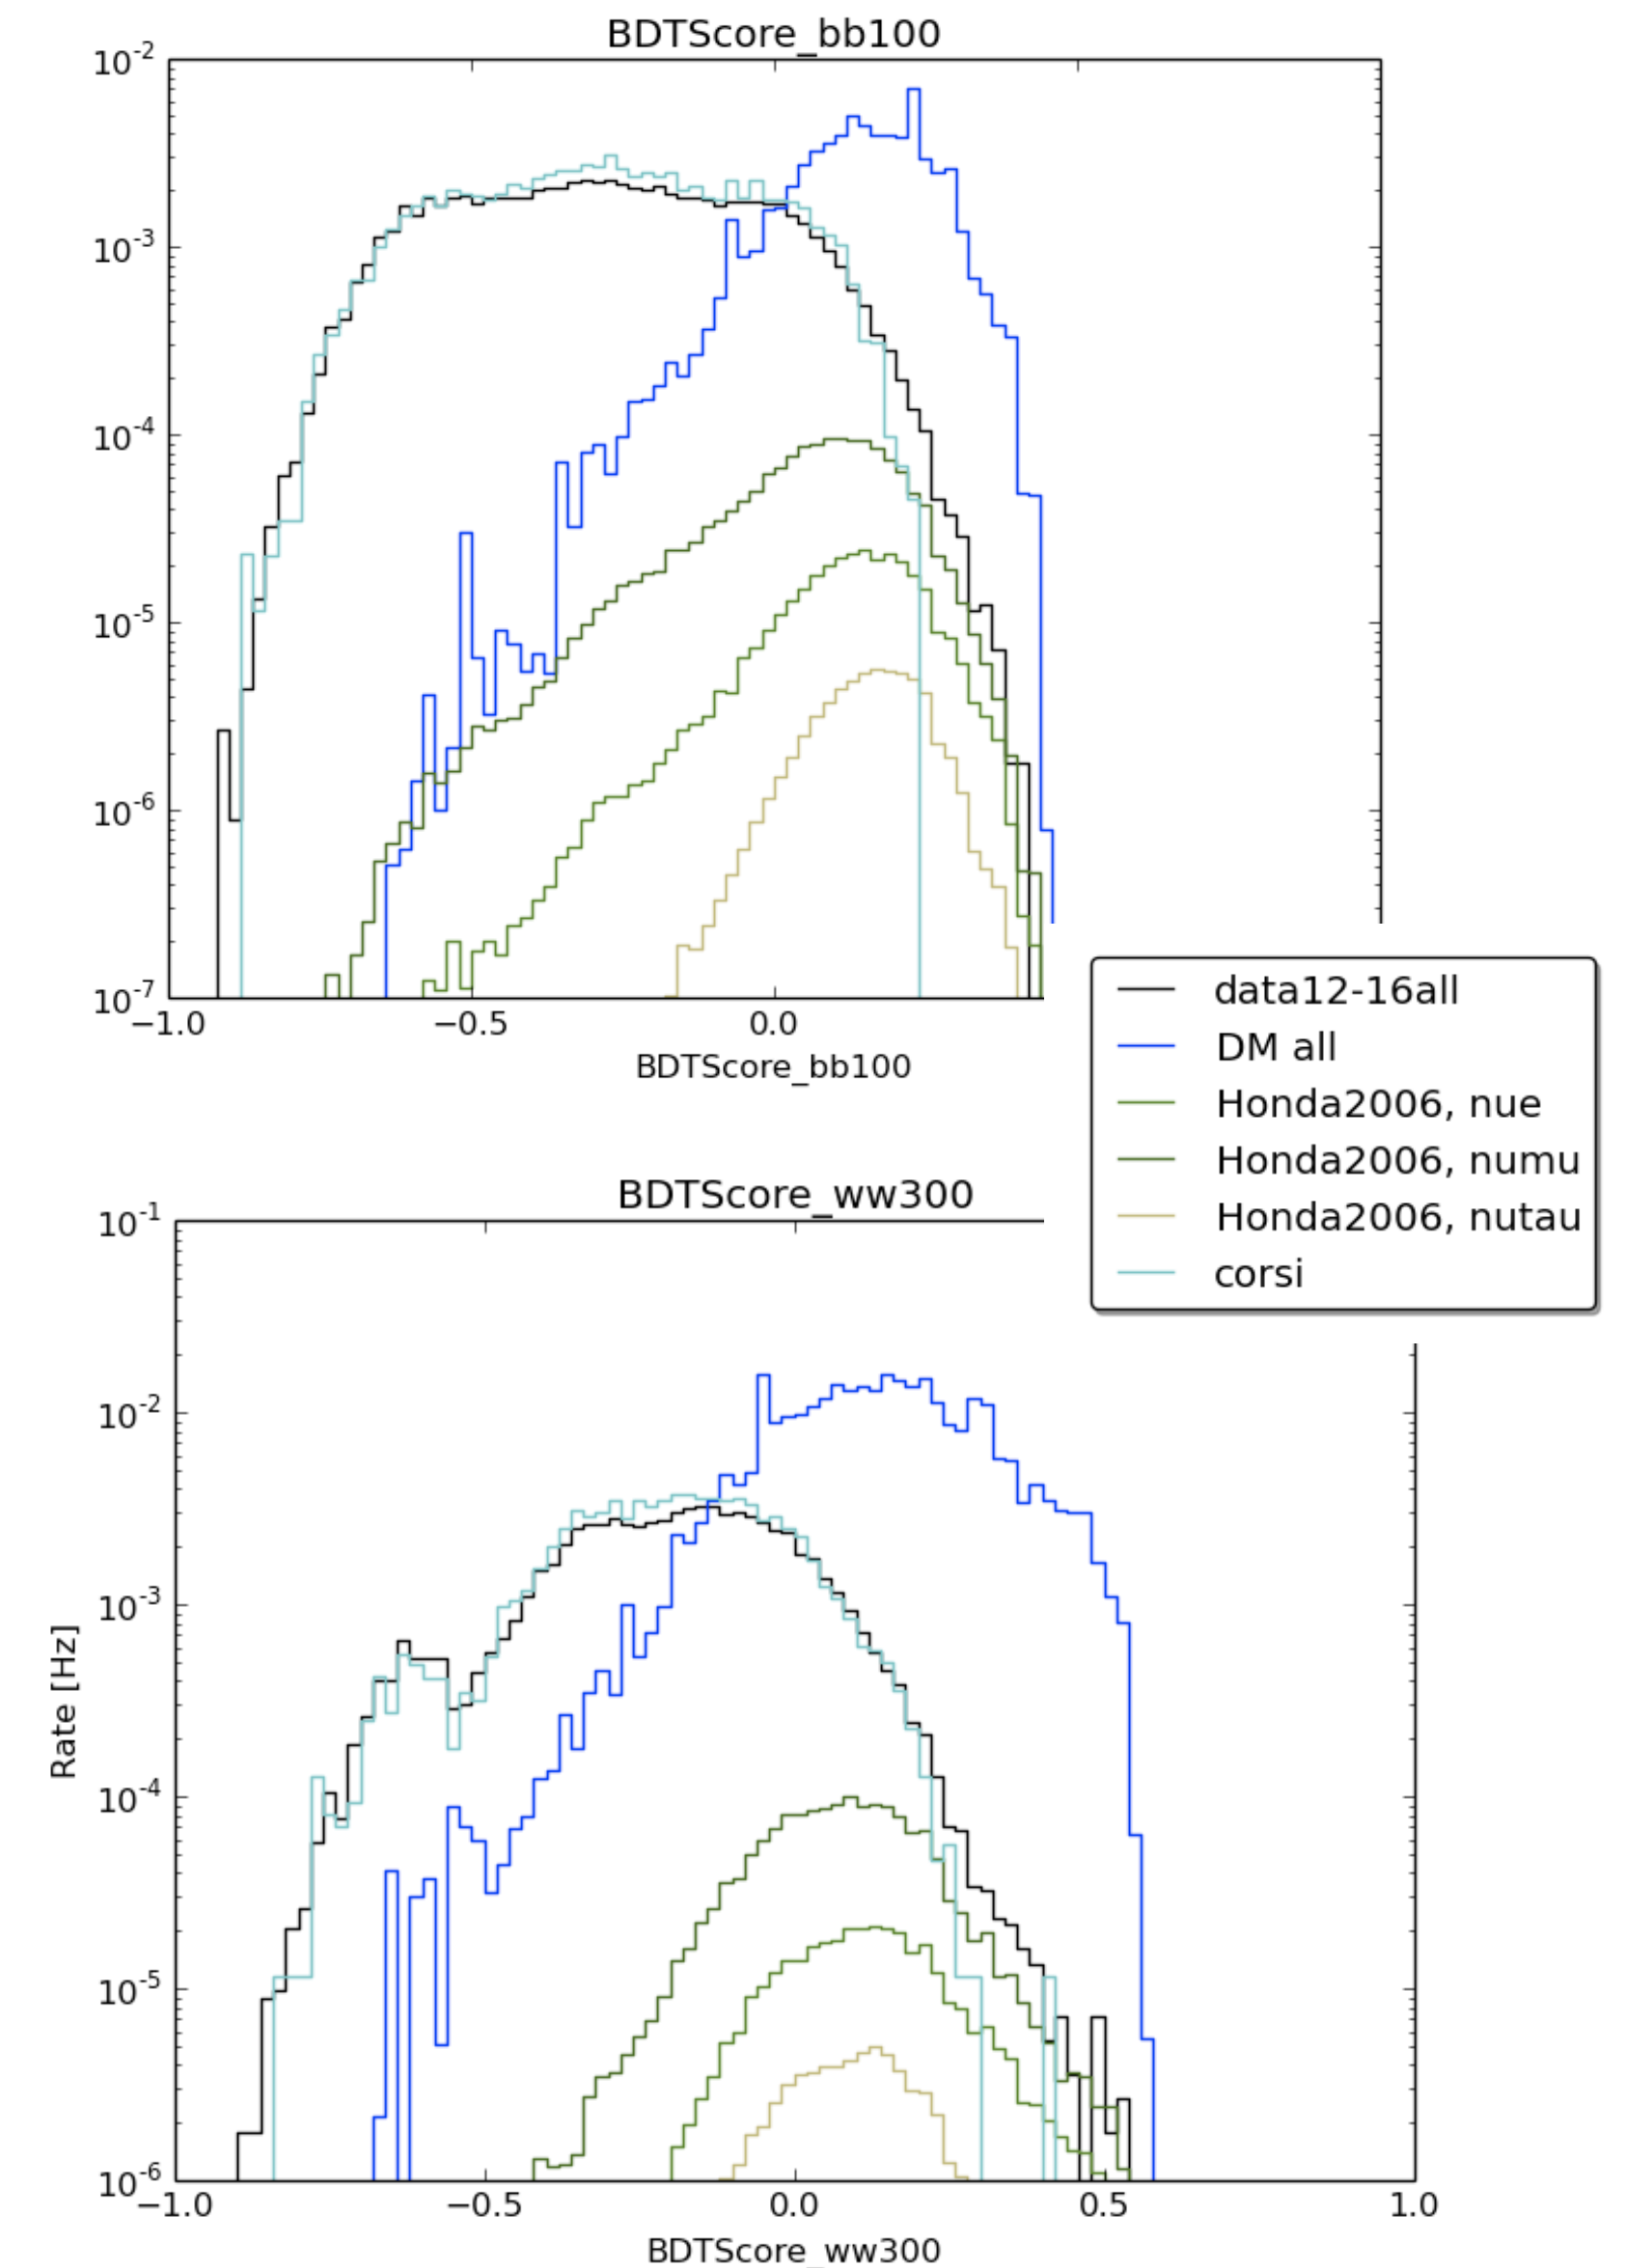 BDTScore_bb100
10^-2
10^-3
10^-4
10^-5
10^-6
10^-7
−1.0 −0.5 0.0
BDTScore_bb100
data12-16all
DM all
Honda2006, nue
Honda2006, numu
Honda2006, nutau
corsi
BDTScore_ww300
10^-1
10^-2
10^-3
10^-4
10^-5
10^-6
Rate [Hz]
−1.0 −0.5 0.0 0.5 1.0
BDTScore_ww300